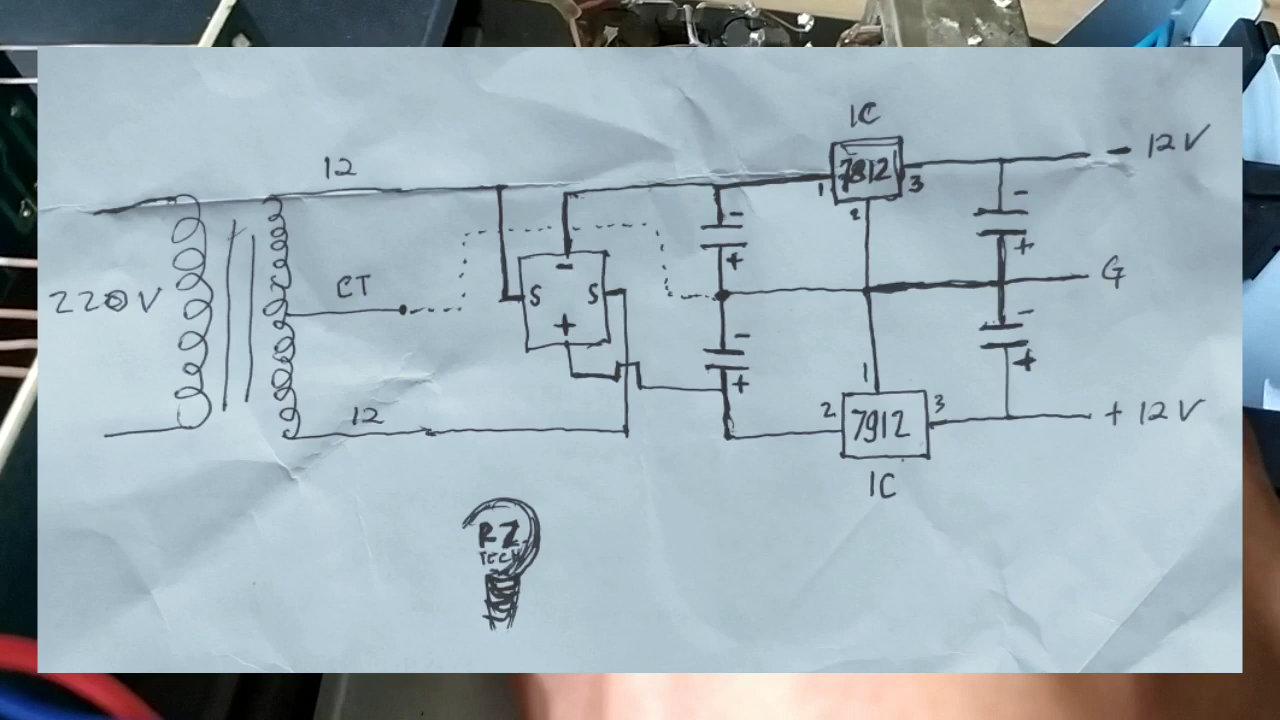 IC
- 12V
12
7812
1
3
2
-
-
+
+
CT
G
220V
-
S
S
+
-
-
+
+
1
12
2
7912
3
+ 12V
IC
RZ
TECH